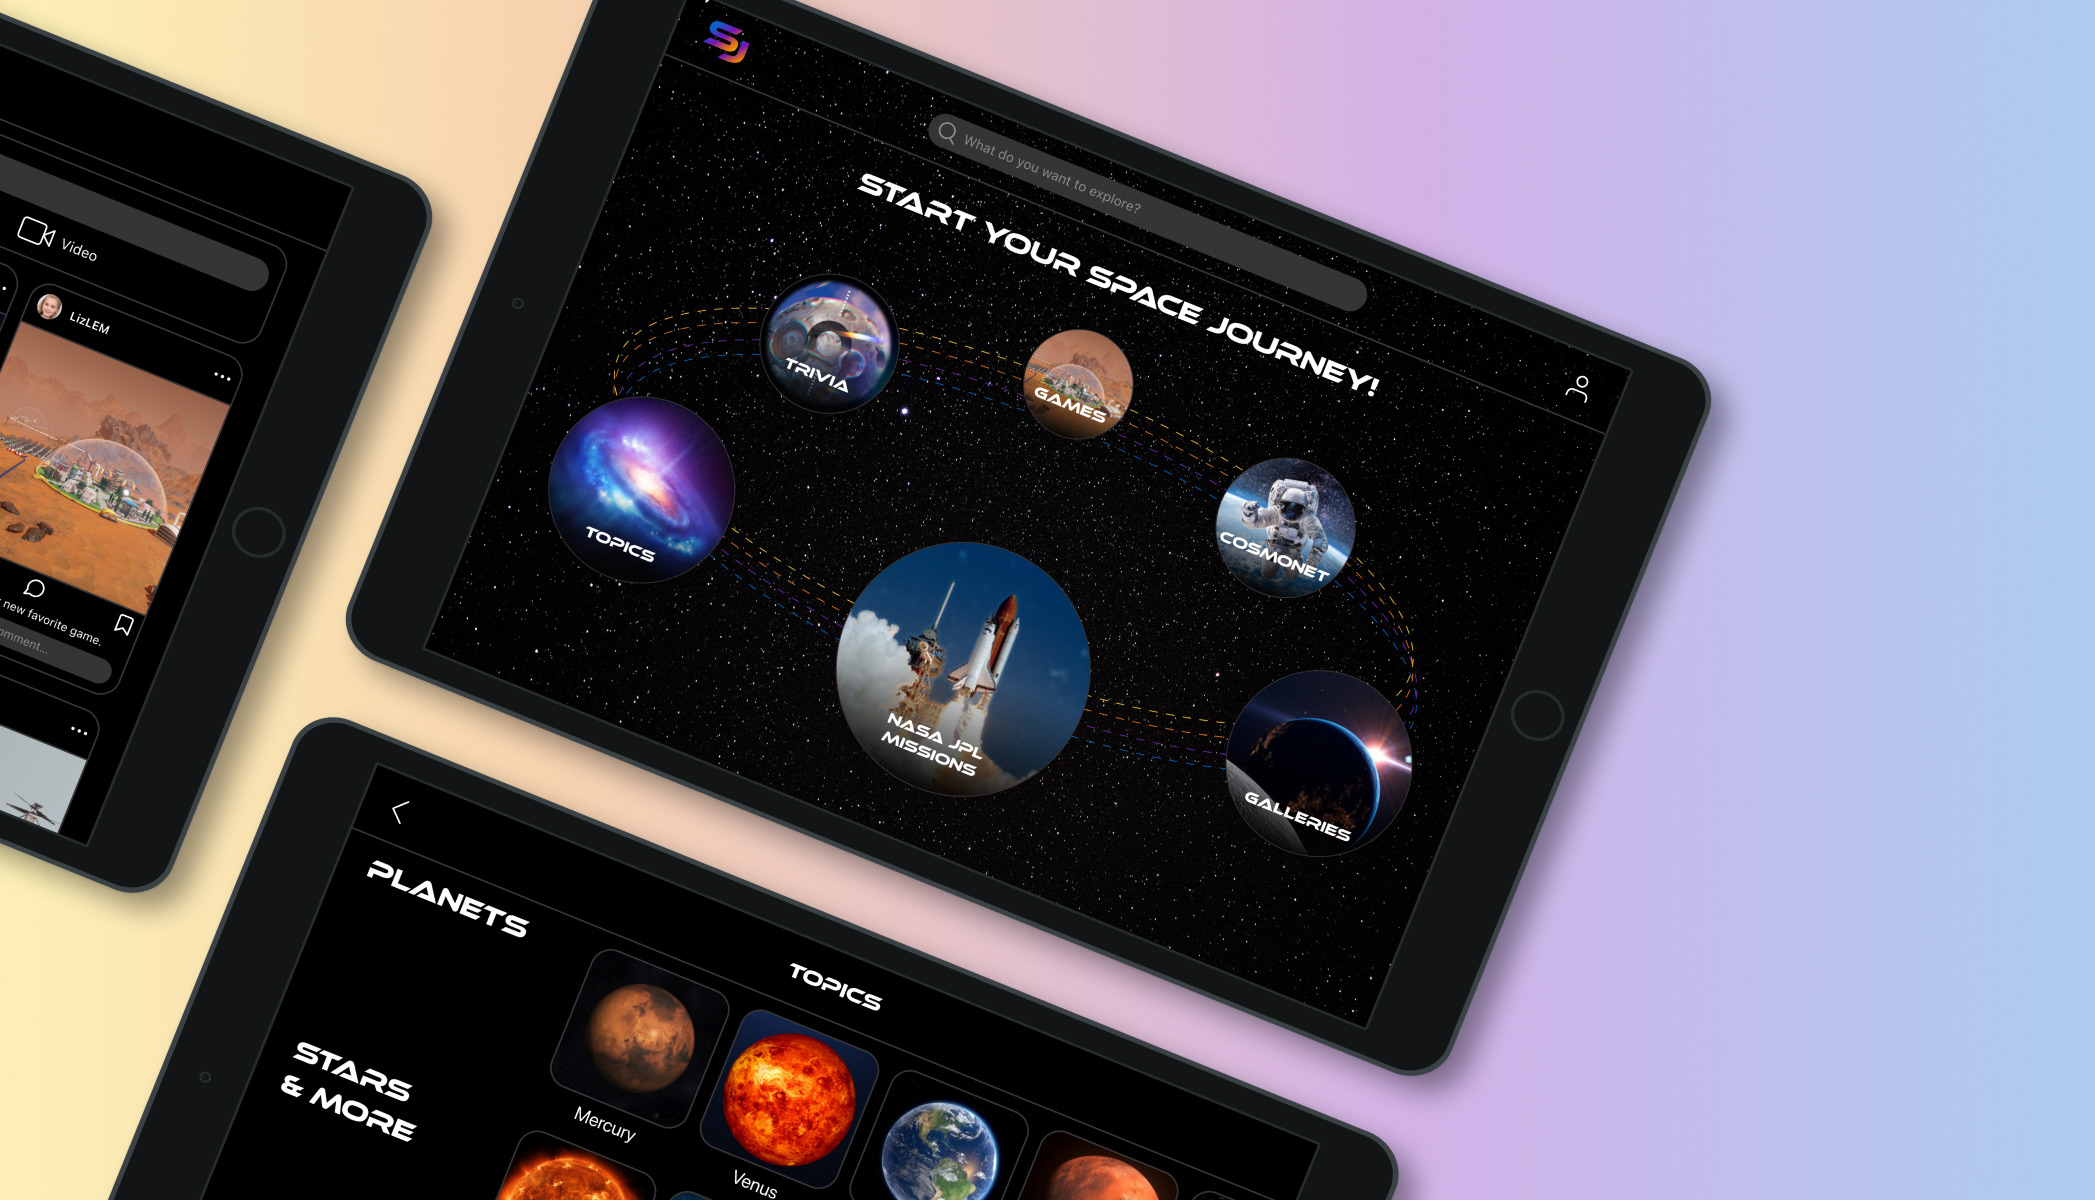 SJ
What do you want to explore?
START YOUR SPACE JOURNEY!
TRIVIA
GAMES
TOPICS
COSMONET
NASA JPL
MISSIONS
GALLERIES
Video
LizLEM
new favorite game.
omment...
PLANETS
TOPICS
STARS
& MORE
Mercury
Venus